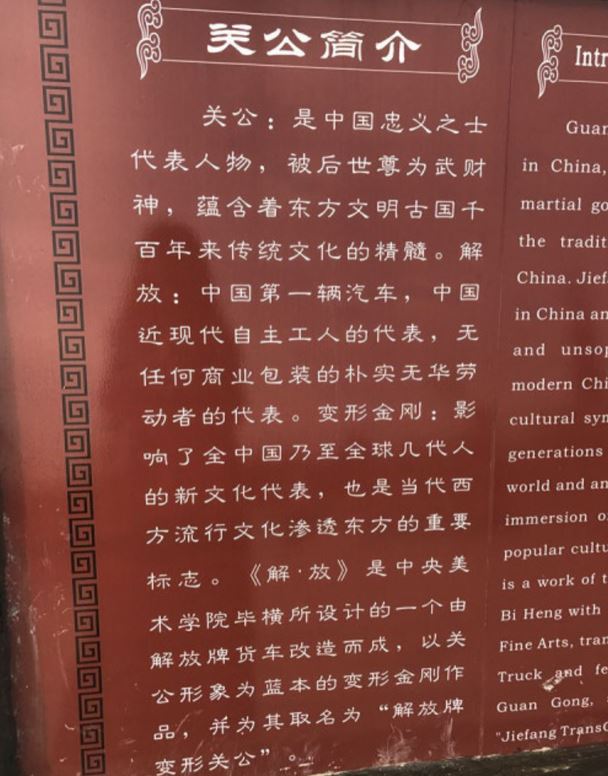 关公简介
关公：是中国忠义之士
代表人物，被后世尊为武财
神，蕴含着东方文明古国千
百年来传统文化的精髓。解
放：中国第一辆汽车，中国
近现代自主工人的代表，无
任何商业包装的朴实无华劳
动者的代表。变形金刚：影
响了全中国乃至全球几代人
的新文化代表，也是当代西
方流行文化渗透东方的重要
标志。《解·放》是中央美
术学院毕横所设计的一个由
解放牌货车改造而成，以关
公形象为蓝本的变形金刚作
品，并为其取名为“解放牌
变形关公”。
Intr
Guan
in China,
martial go
the tradit
China. Jief
in China an
and unsop
modern Chi
cultural sym
generations
world and an
immersion o
popular cultu
is a work of t
Bi Heng with
Fine Arts, tran
Truck and fe
Guan Gong,
"Jiefang TransG